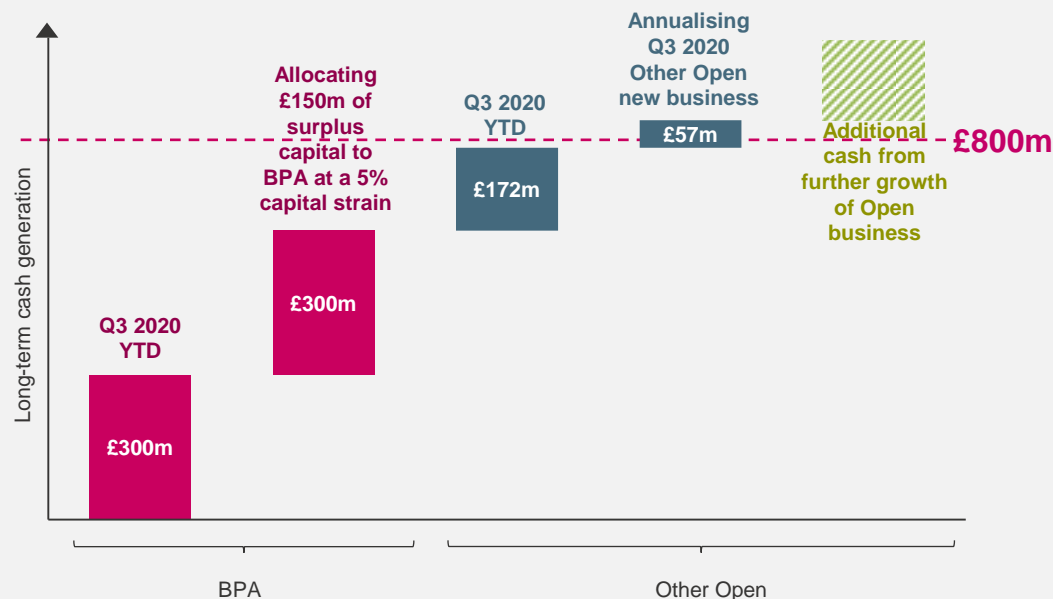 Long-term cash generation
Q3 2020
YTD
£300m
Allocating
£150m of
surplus
capital to
BPA at a 5%
capital strain
£300m
Q3 2020
YTD
£172m
Annualising
Q3 2020
Other Open
new business
£57m
Additional
cash from
further growth
of Open
business
£800m
BPA
Other Open